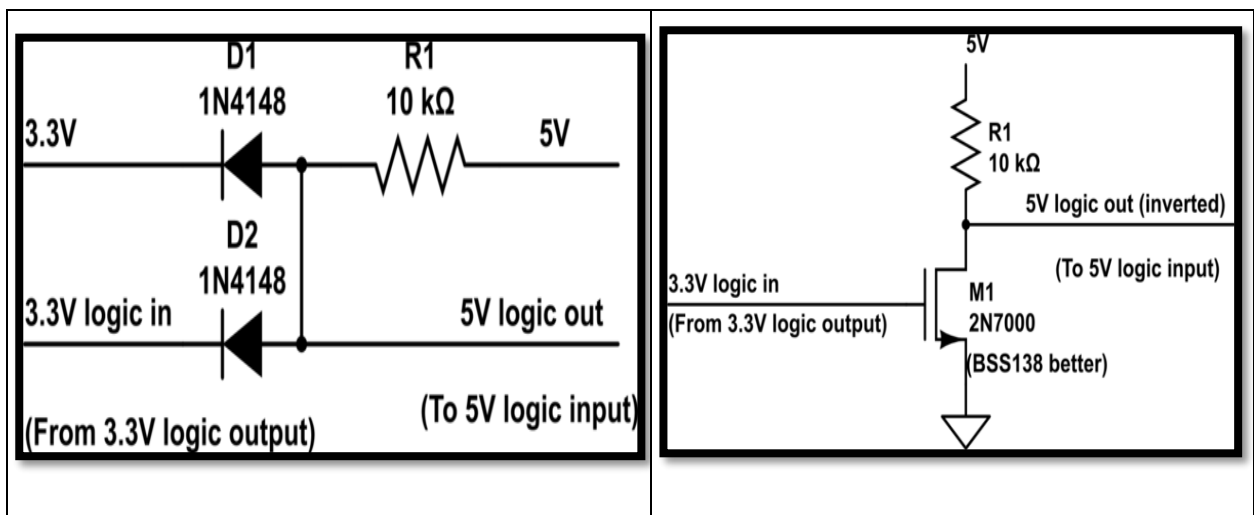 D1
1N4148
R1
10 kΩ
3.3V
5V
D2
1N4148
3.3V logic in
5V logic out
(From 3.3V logic output)
(To 5V logic input)
5V
R1
10 kΩ
5V logic out (inverted)
(To 5V logic input)
3.3V logic in
(From 3.3V logic output)
M1
2N7000
(BSS138 better)